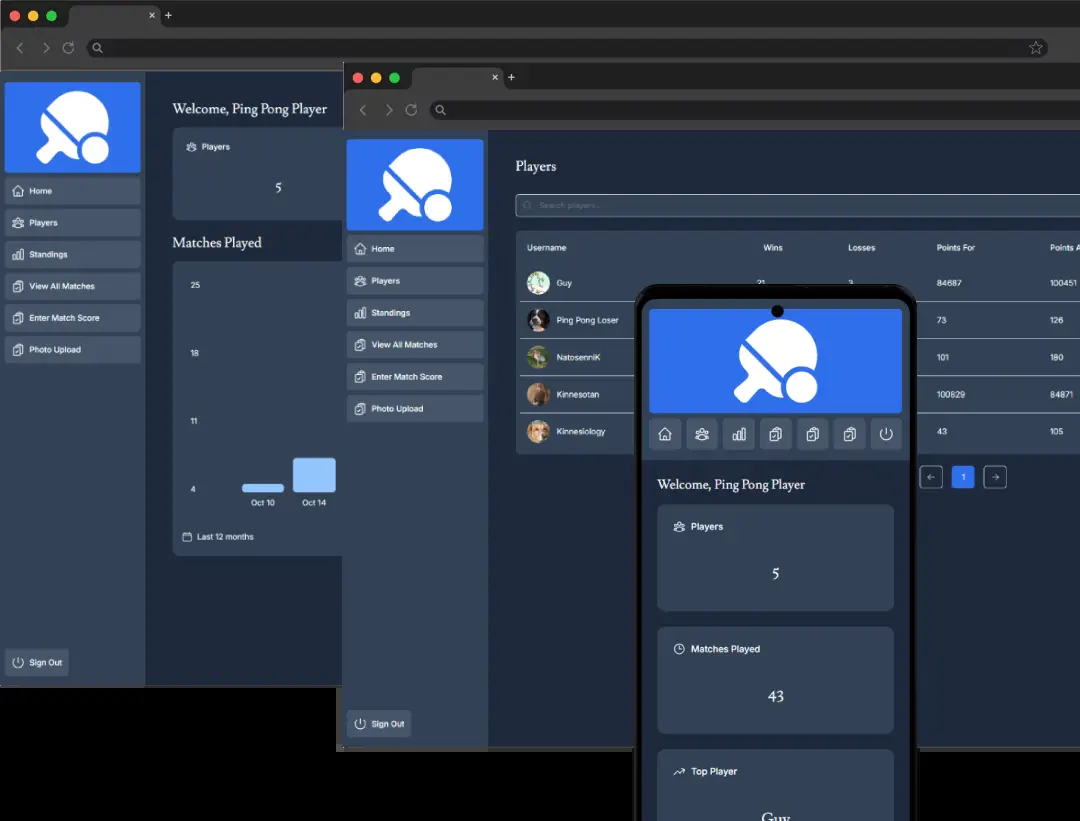 Welcome, Ping Pong Player
Players
5
Home
Players
Standings
View All Matches
Enter Match Score
Photo Upload
Matches Played
25
18
11
4
Oct 10 Oct 14
Last 12 months
Sign Out
Players
Search players...
Home
Players
Standings
View All Matches
Enter Match Score
Photo Upload
Sign Out
Username Wins Losses Points For Points A
Guy 21 3 84687 100451
Ping Pong Loser 73 126
NatosenniK 101 180
Kinnesotan 100829 84871
Kinnesiology 43 105
1
Welcome, Ping Pong Player
Players
5
Matches Played
43
Top Player
Guy